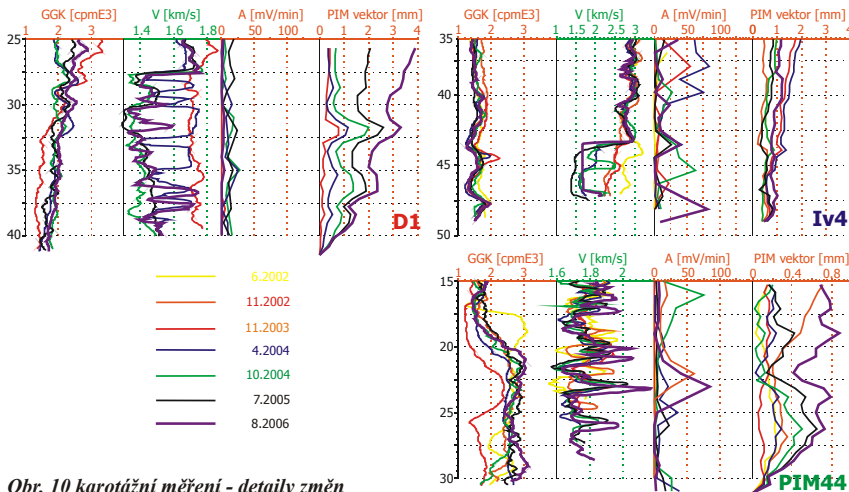 GGK [cpmE3] V [km/s] A [mV/min] PIM vektor [mm]
1 2 3 1.4 1.6 1.8 0 50 100 0 1 2 3 4
25
30
35
40
D1
GGK [cpmE3] V [km/s] A [mV/min] PIM vektor [mm]
1 2 1 1.5 2 2.5 3 0 50 100 0 1 2 4
35
40
45
50
Iv4
6.2002
11.2002
11.2003
4.2004
10.2004
7.2005
8.2006
GGK [cpmE3] V [km/s] A [mV/min] PIM vektor [mm]
1 2 3 1.6 1.8 2 0 50 100 0 0.4 0.8
15
20
25
30
PIM44
Obr. 10 karotážní měření - detaily změn